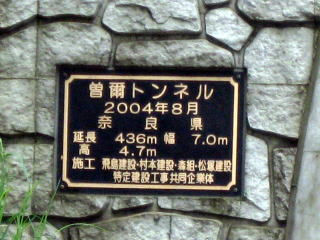 曽爾トンネル
2004年8月
奈良県
延長 436m 幅 7.0m
高 4.7m
施工 飛島建設・村本建設・森組・松塚建設
特定建設工事共同企業体